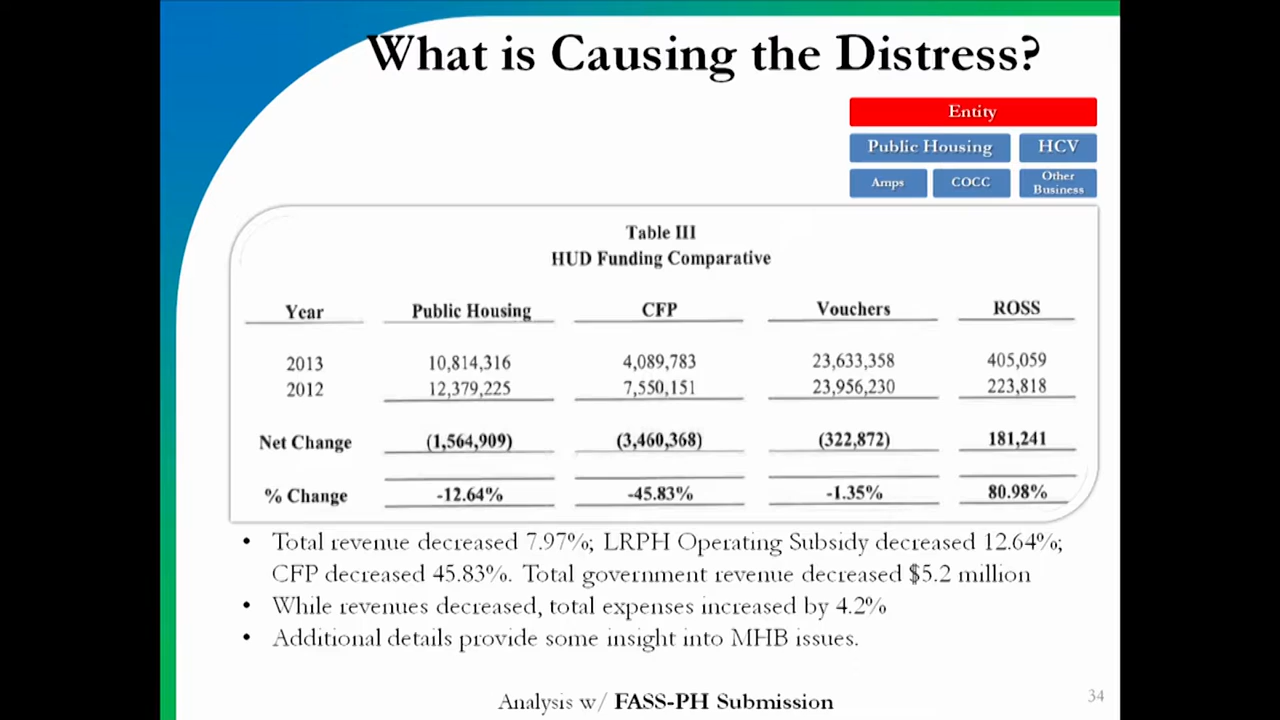 What is Causing the Distress?
Entity
Public Housing HCV
Amps COCC Other Business
Table III
HUD Funding Comparative
Year Public Housing CFP Vouchers ROSS
2013 10,814,316 4,089,783 23,633,358 405,059
2012 12,379,225 7,550,151 23,956,230 223,818
Net Change (1,564,909) (3,460,368) (322,872) 181,241
% Change -12.64% -45.83% -1.35% 80.98%
• Total revenue decreased 7.97%; LRPH Operating Subsidy decreased 12.64%;
CFP decreased 45.83%. Total government revenue decreased $5.2 million
• While revenues decreased, total expenses increased by 4.2%
• Additional details provide some insight into MHB issues.
Analysis w/ FASS-PH Submission
34